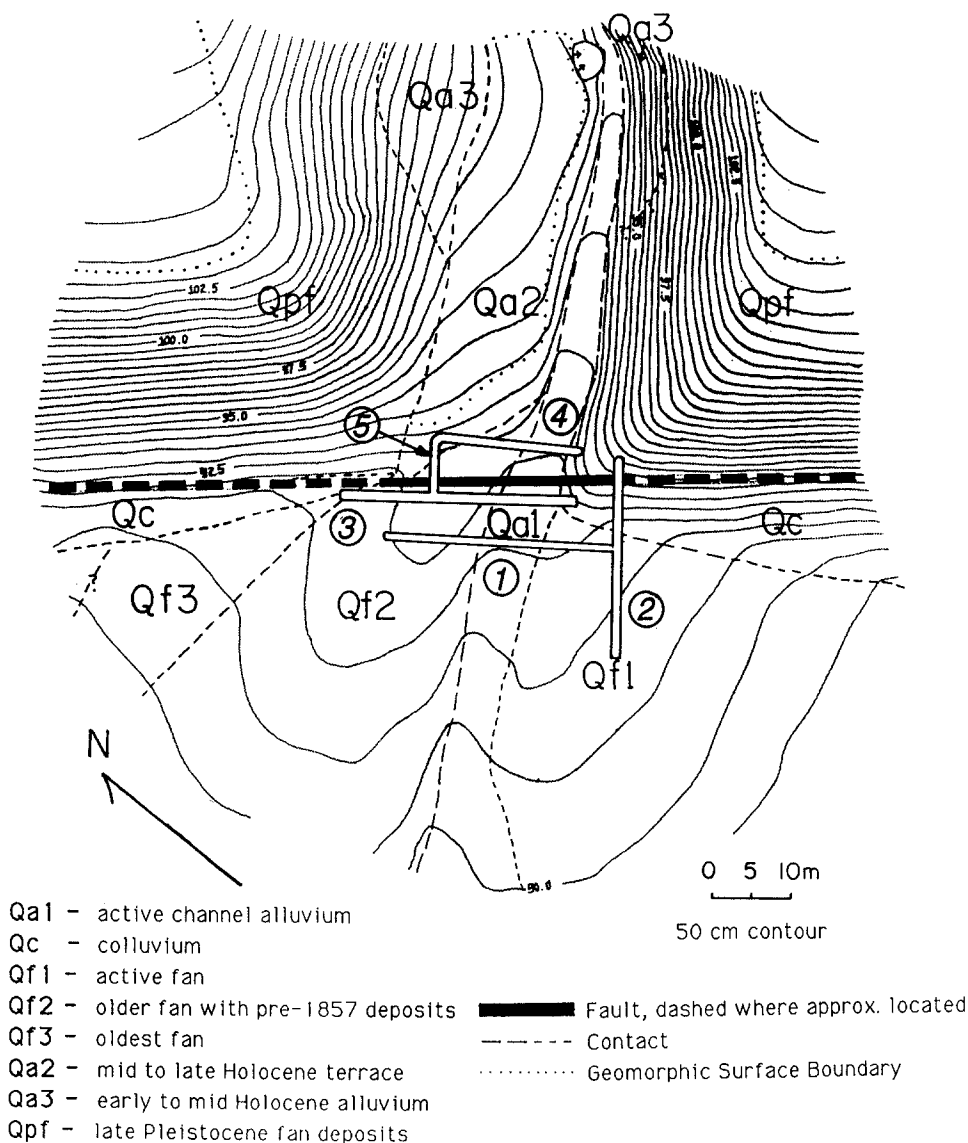 Qa3
Qa3
102.5
102.5
Qpf
100.0
97.5
95.0
92.5
Qa2
97.5
Qpf
5
4
Qc
3
Qa1
Qc
1
Qf3
Qf2
2
Qf1
N
90.0
0 5 10m
50 cm contour
Qa1 - active channel alluvium
Qc - colluvium
Qf1 - active fan
Qf2 - older fan with pre-1857 deposits
Qf3 - oldest fan
Qa2 - mid to late Holocene terrace
Qa3 - early to mid Holocene alluvium
Qpf - late Pleistocene fan deposits
Fault, dashed where approx. located
Contact
Geomorphic Surface Boundary